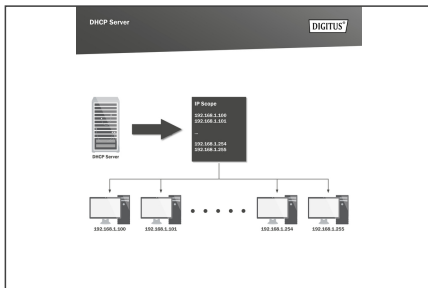 DHCP Server
DIGITUS®
IP Scope
192.168.1.100
192.168.1.101
...
192.168.1.254
192.168.1.255
DHCP Server
192.168.1.100
192.168.1.101
192.168.1.254
192.168.1.255